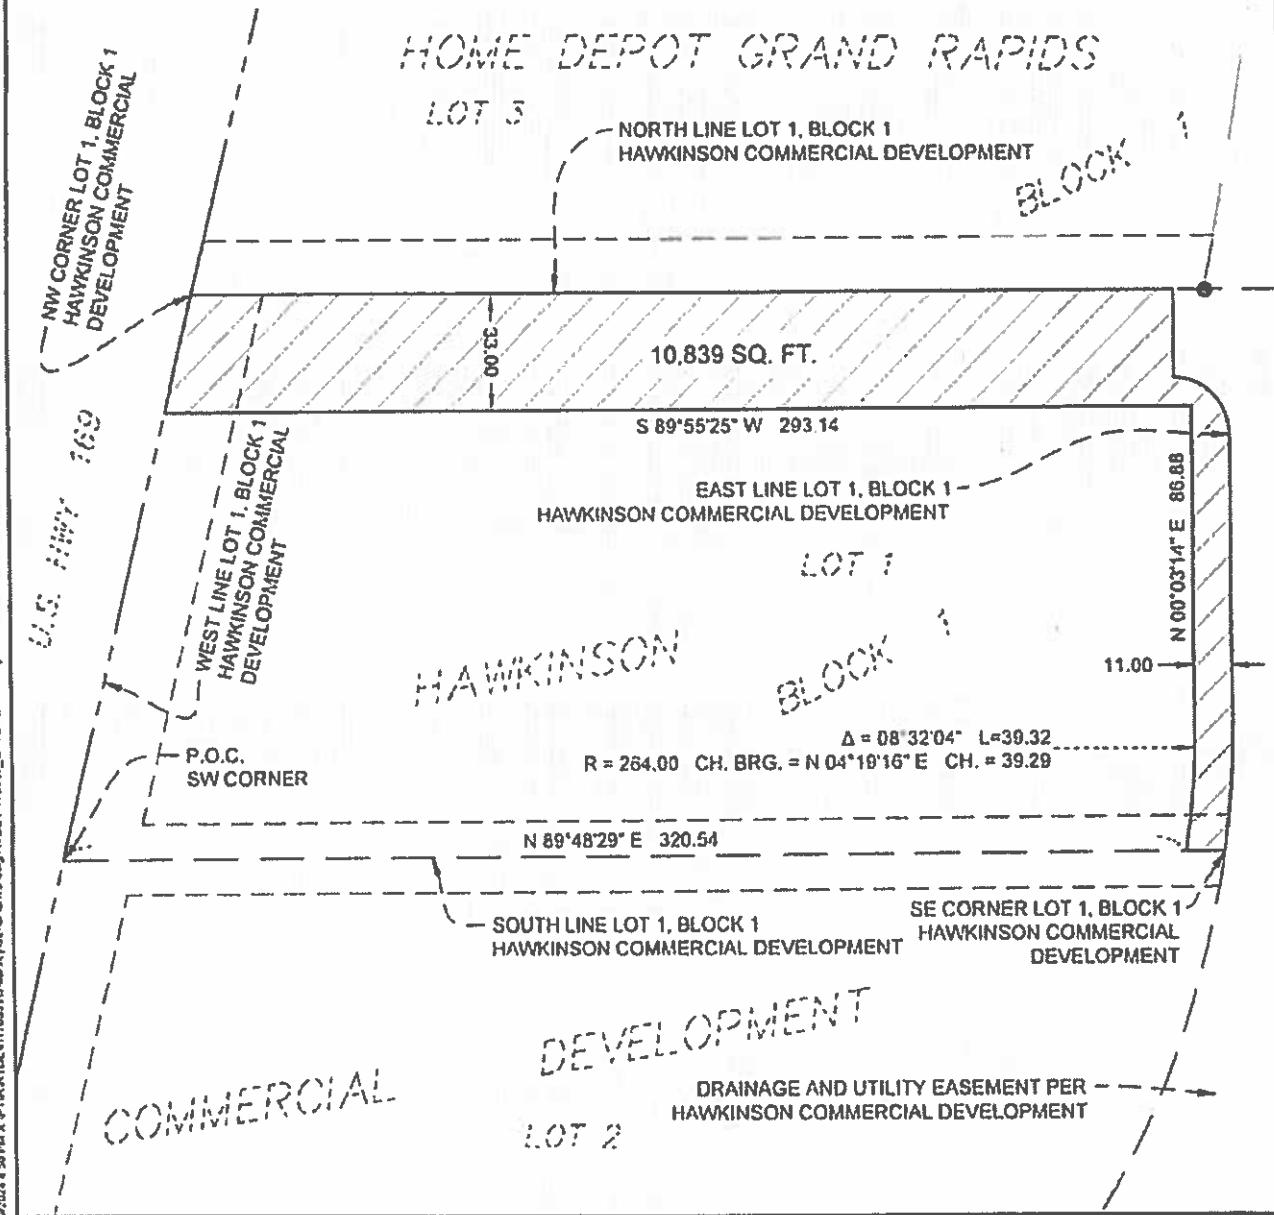 HOME DEPOT GRAND RAPIDS
LOT 3
NORTH LINE LOT 1, BLOCK 1
HAWKINSON COMMERCIAL DEVELOPMENT
BLOCK 1
NW CORNER LOT 1, BLOCK 1
HAWKINSON COMMERCIAL
DEVELOPMENT
33.00
10,839 SQ. FT.
S 89°55'25" W 293.14
U.S. HWY 169
WEST LINE LOT 1, BLOCK 1
HAWKINSON COMMERCIAL
DEVELOPMENT
EAST LINE LOT 1, BLOCK 1
HAWKINSON COMMERCIAL DEVELOPMENT
N 00°03'14" E 86.88
LOT 1
HAWKINSON
BLOCK 1
11.00
Δ = 08°32'04" L=39.32
R = 264.00 CH. BRG. = N 04°19'16" E CH. = 39.29
P.O.C.
SW CORNER
N 89°48'29" E 320.54
SOUTH LINE LOT 1, BLOCK 1
HAWKINSON COMMERCIAL DEVELOPMENT
SE CORNER LOT 1, BLOCK 1
HAWKINSON COMMERCIAL
DEVELOPMENT
COMMERCIAL DEVELOPMENT
LOT 2
DRAINAGE AND UTILITY EASEMENT PER
HAWKINSON COMMERCIAL DEVELOPMENT